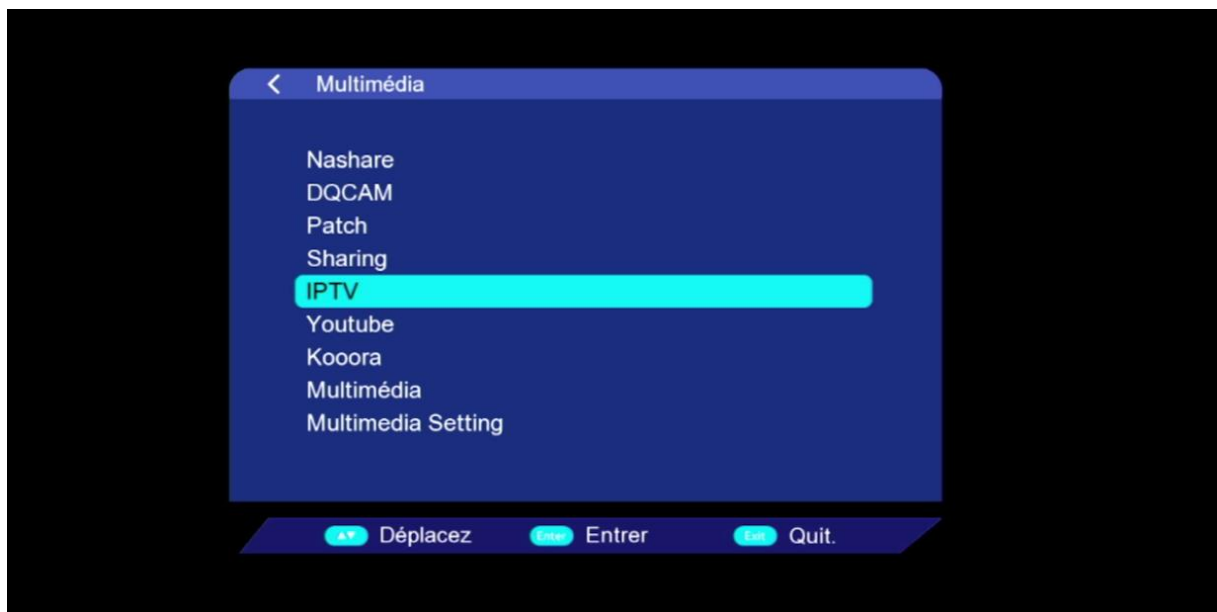 Multimédia
Nashare
DQCAM
Patch
Sharing
IPTV
Youtube
Kooora
Multimédia
Multimedia Setting
Déplacez Enter Entrer Exit Quit.